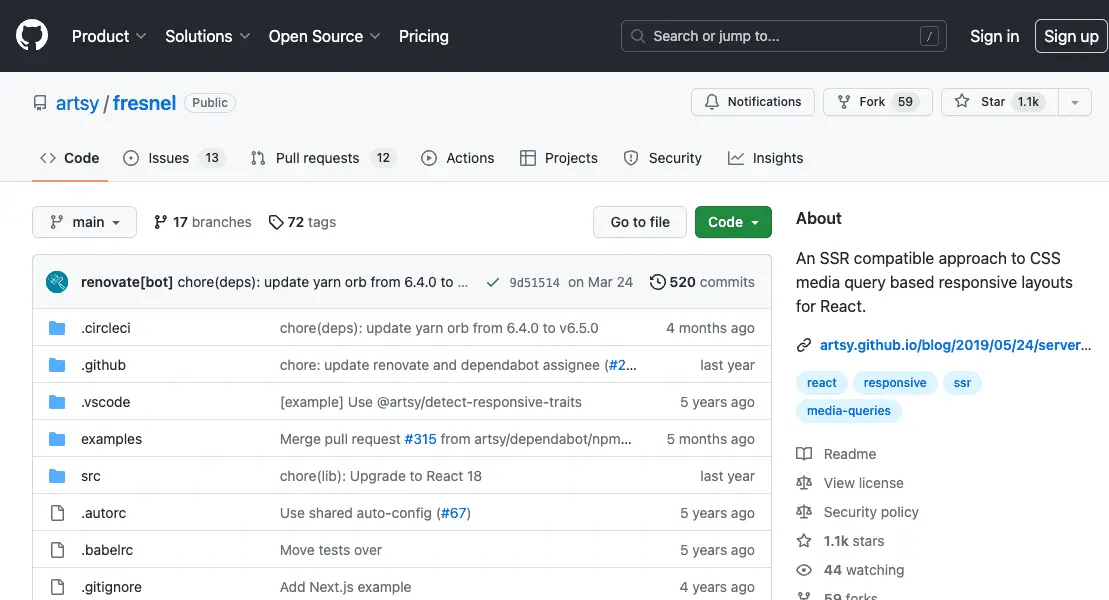 Product Solutions Open Source Pricing Search or jump to... / Sign in Sign up
artsy / fresnel Public Notifications Fork 59 Star 1.1k
Code Issues 13 Pull requests 12 Actions Projects Security Insights
main 17 branches 72 tags Go to file Code
renovate[bot] chore(deps): update yarn orb from 6.4.0 to ... 9d51514 on Mar 24 520 commits
.circleci chore(deps): update yarn orb from 6.4.0 to v6.5.0 4 months ago
.github chore: update renovate and dependabot assignee (#2... last year
.vscode [example] Use @artsy/detect-responsive-traits 5 years ago
examples Merge pull request #315 from artsy/dependabot/npm... 5 months ago
src chore(lib): Upgrade to React 18 last year
.autorc Use shared auto-config (#67) 5 years ago
.babelrc Move tests over 5 years ago
.gitignore Add Next.js example 4 years ago
About
An SSR compatible approach to CSS
media query based responsive layouts
for React.
artsy.github.io/blog/2019/05/24/server...
react responsive ssr
media-queries
Readme
View license
Security policy
1.1k stars
44 watching
59 forks